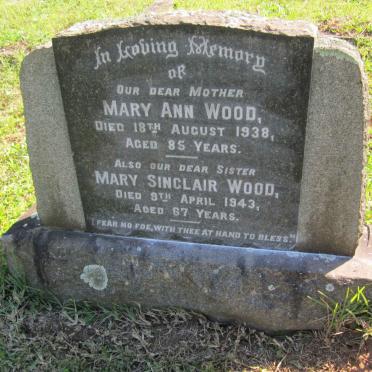 In Loving Memory
of
Our Dear Mother
Mary Ann Wood,
Died 18th August 1938,
Aged 85 Years.
Also Our Dear Sister
Mary Sinclair Wood,
Died 9th April 1943,
Aged 67 Years.
"I fear no foe, with Thee at hand to bless."